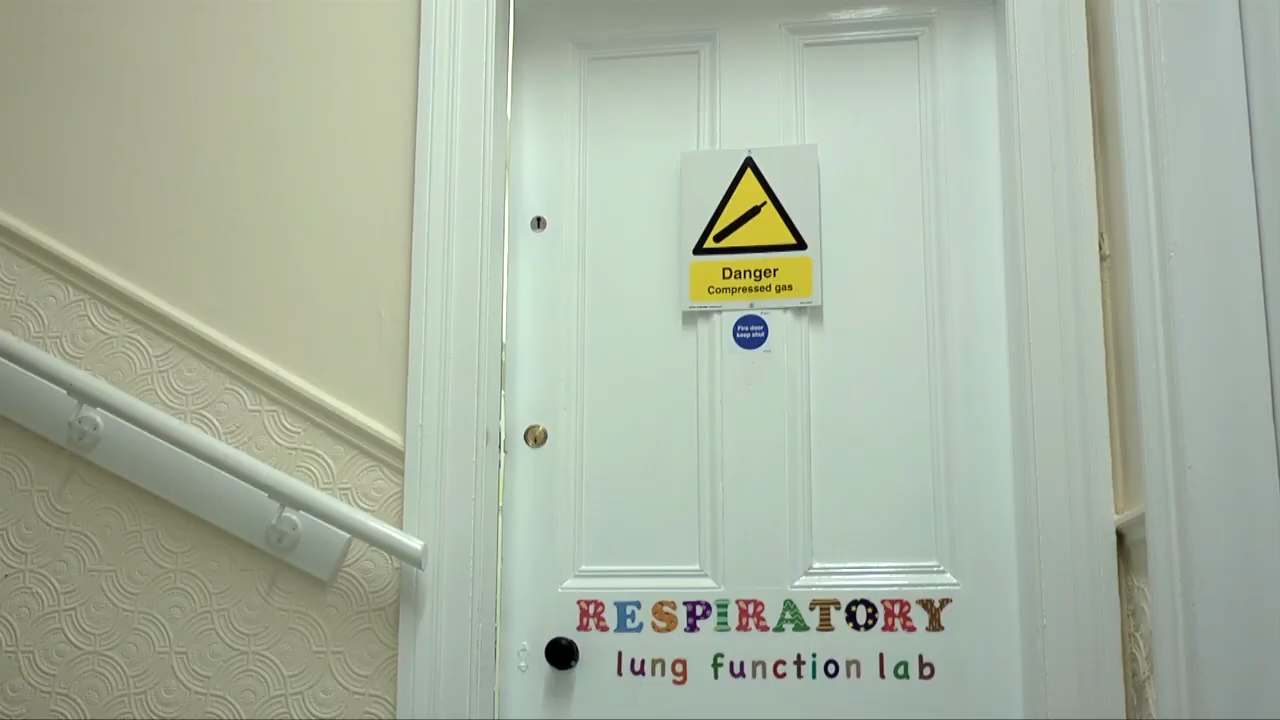 Danger
Compressed gas
Fire door
keep shut
RESPIRATORY
lung function lab